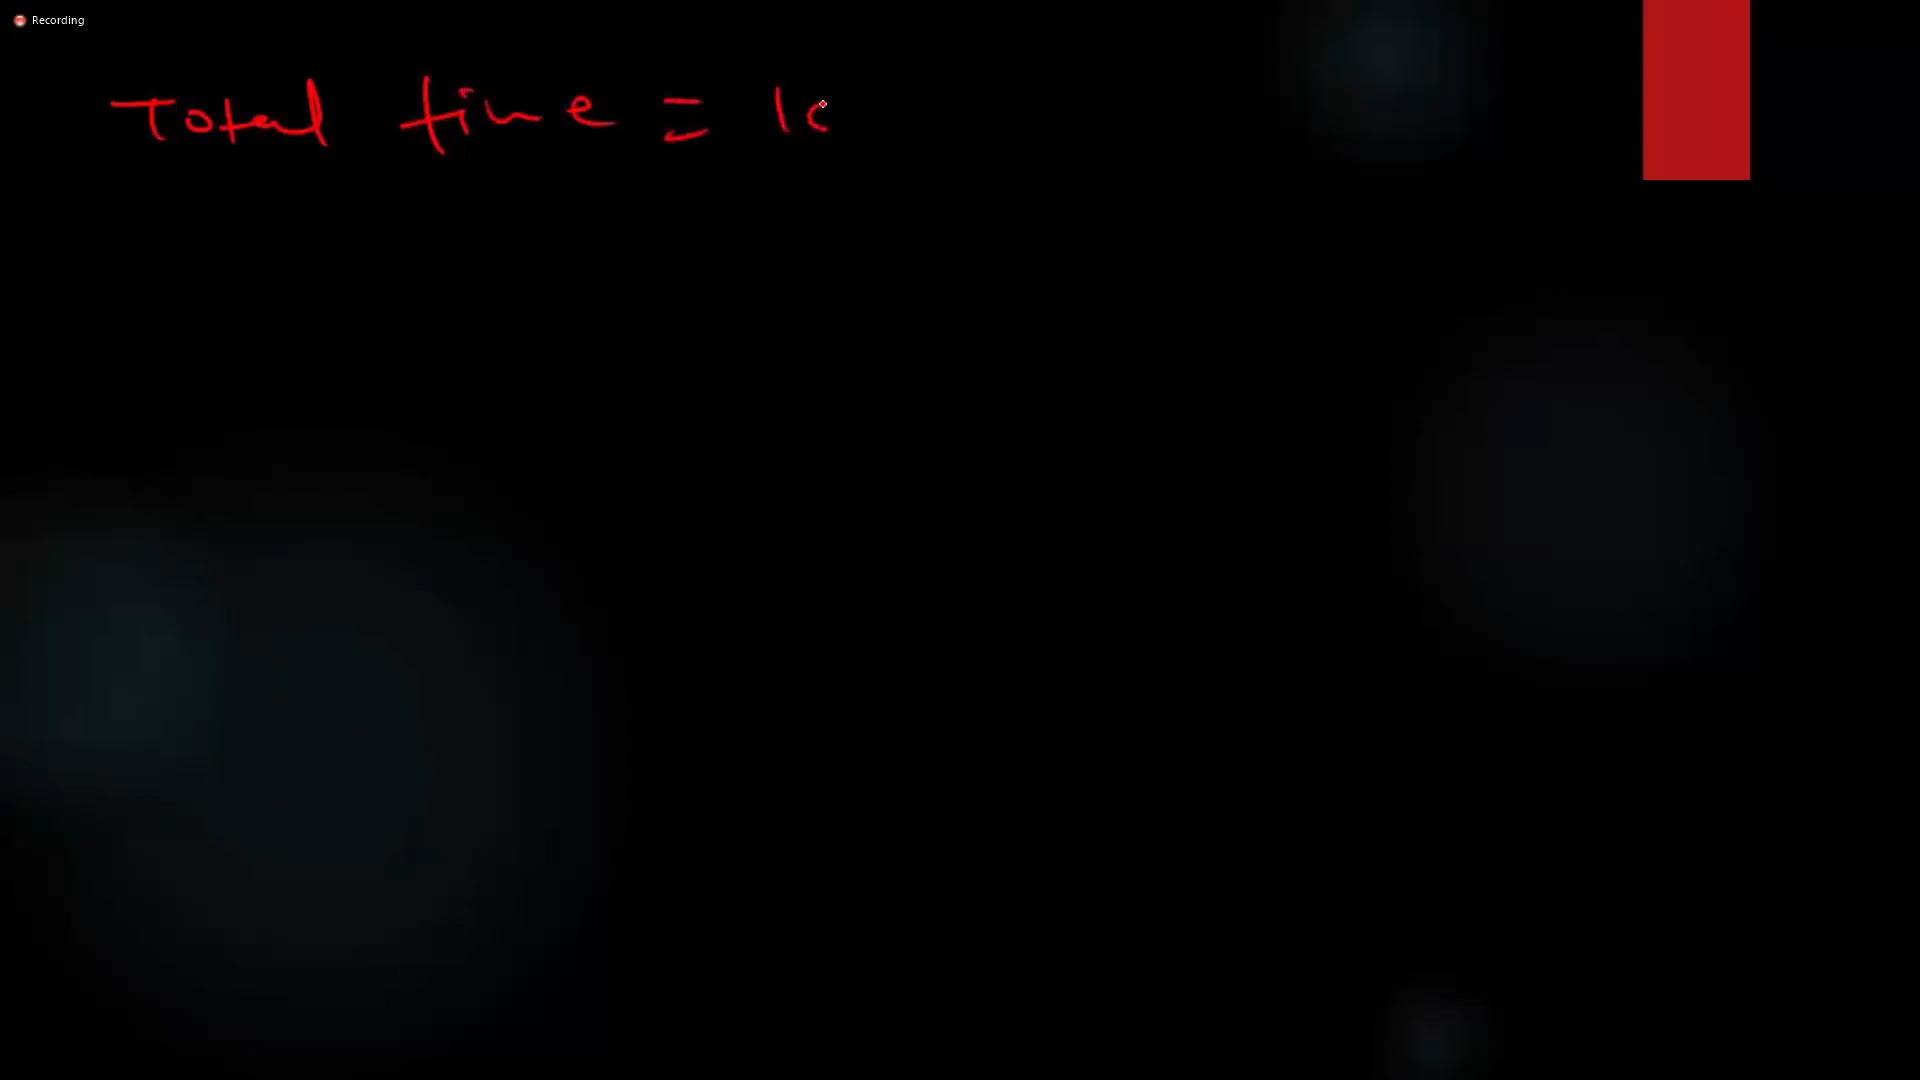 Recording
Total time = 1